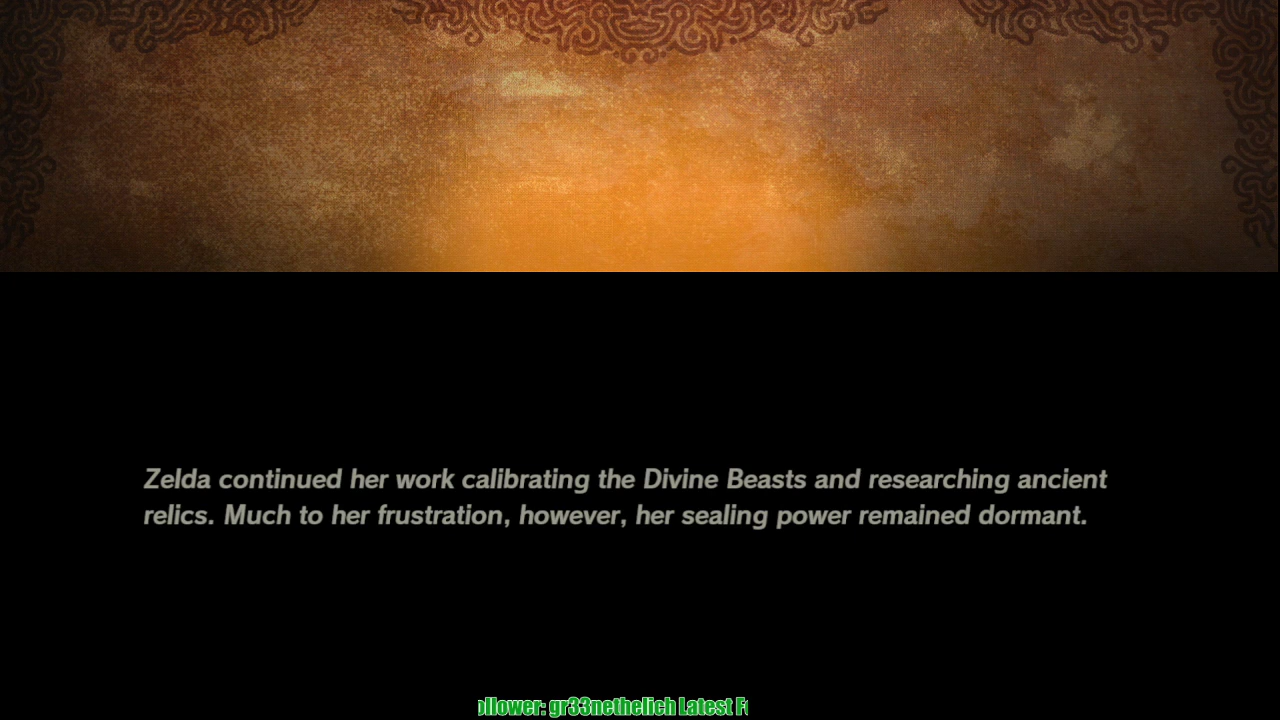 Zelda continued her work calibrating the Divine Beasts and researching ancient
relics. Much to her frustration, however, her sealing power remained dormant.
ollower: gr33nethelich Latest F